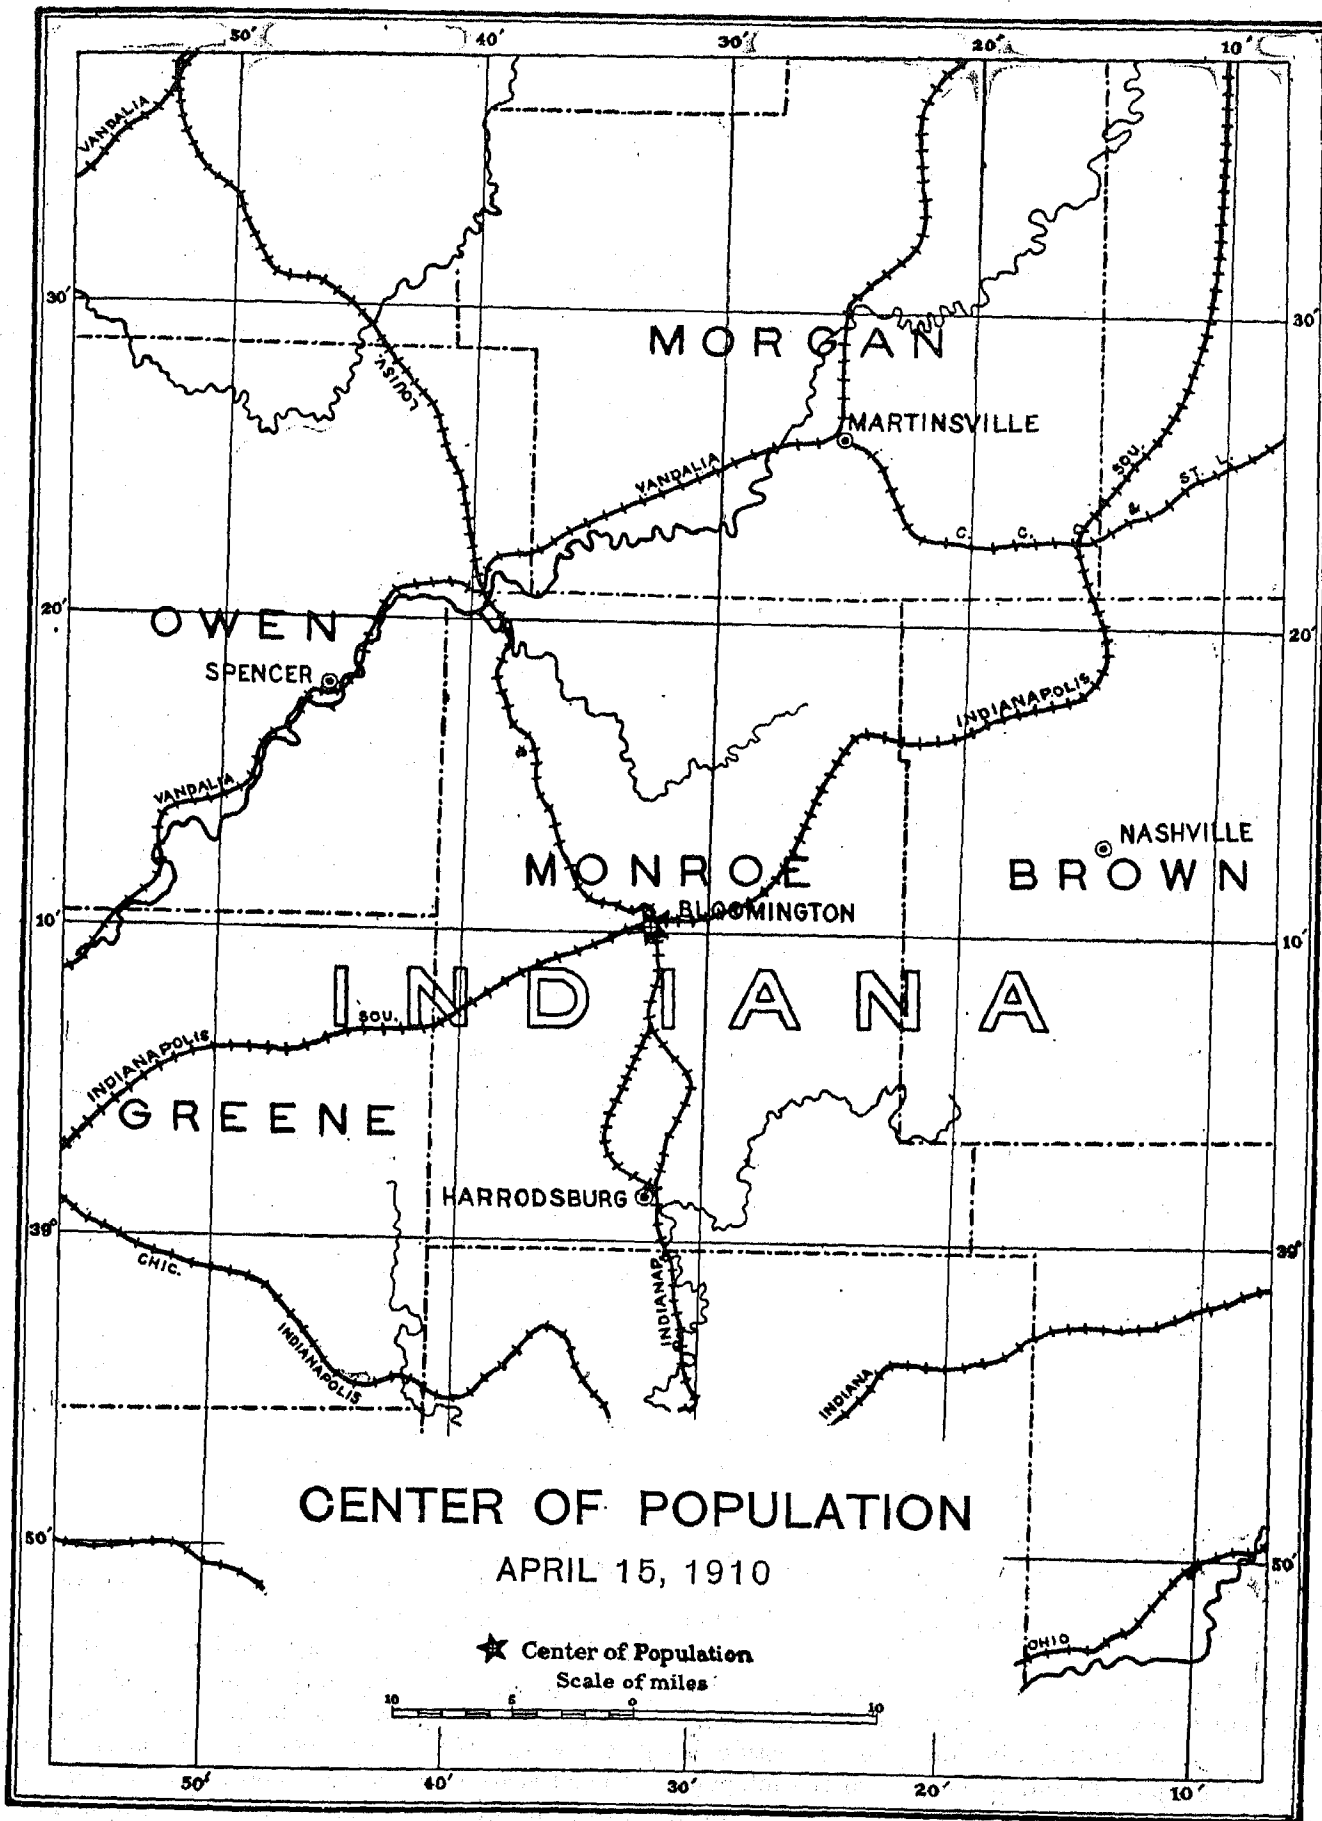 50′ 40′ 30′ 20′ 10′
VANDALIA
30′ 30′
MORGAN
LOUISV.
MARTINSVILLE
VANDALIA
SOU.
ST. L.
&
C. C. C.
20′ 20′
OWEN
SPENCER
INDIANAPOLIS
&
VANDALIA
NASHVILLE
MONROE
BROWN
10′ BLOOMINGTON 10′
INDIANA
SOU.
INDIANAPOLIS
GREENE
HARRODSBURG
39° 39°
CHIC.
INDIANAP
INDIANAPOLIS
INDIANA
CENTER OF POPULATION
50′ 50′
APRIL 15, 1910
OHIO
Center of Population
Scale of miles
10 5 0 10
50′ 40′ 30′ 20′ 10′